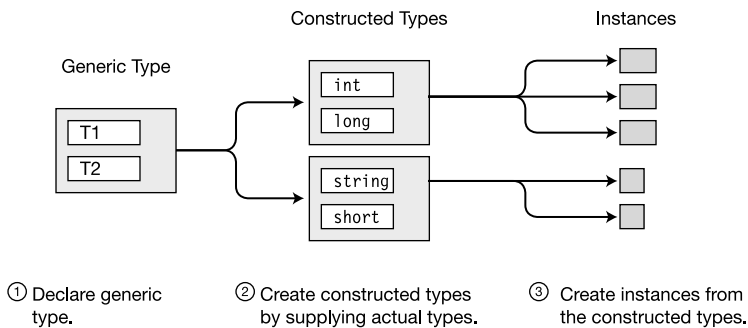 Constructed Types
Instances
Generic Type
int
long
T1
T2
string
short
① Declare generic
type.
② Create constructed types
by supplying actual types.
③ Create instances from
the constructed types.